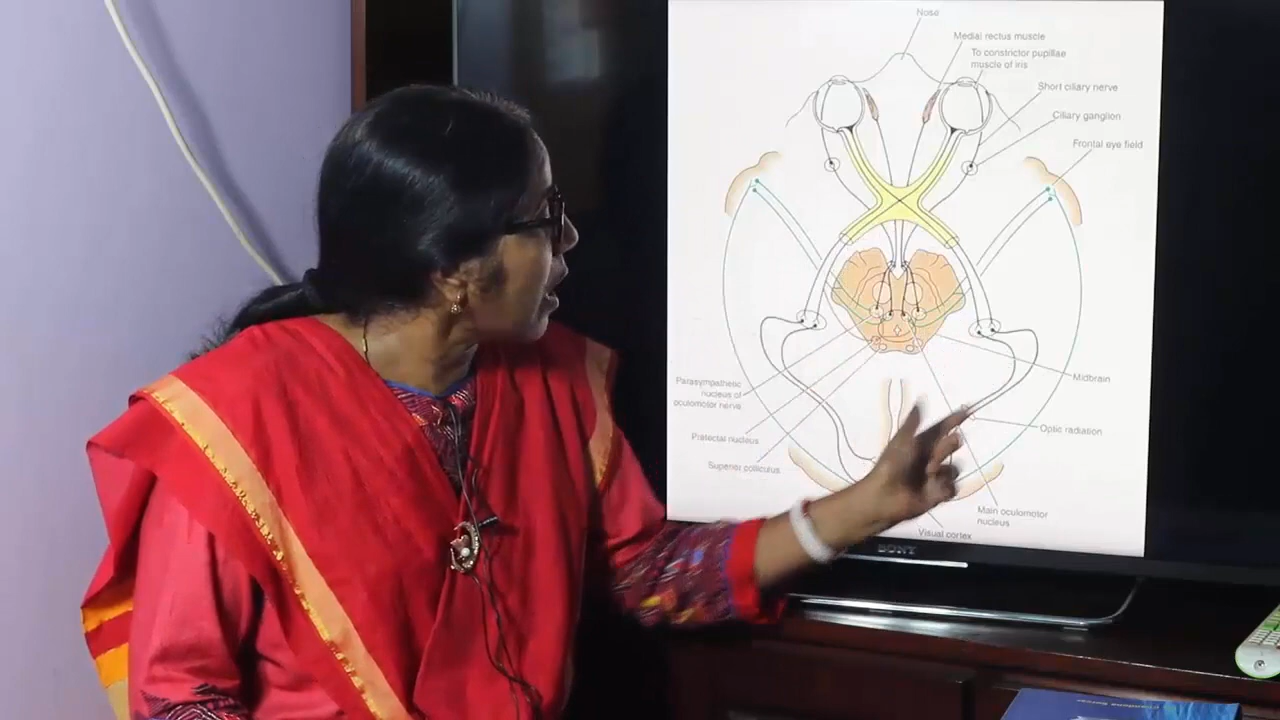 Nose
Medial rectus muscle
To constrictor pupillae
muscle of iris
Short ciliary nerve
Ciliary ganglion
Frontal eye field
Parasympathetic
nucleus of
oculomotor nerve
Midbrain
Pretectal nucleus
Optic radiation
Superior colliculus
Main oculomotor
nucleus
Visual cortex
SONY